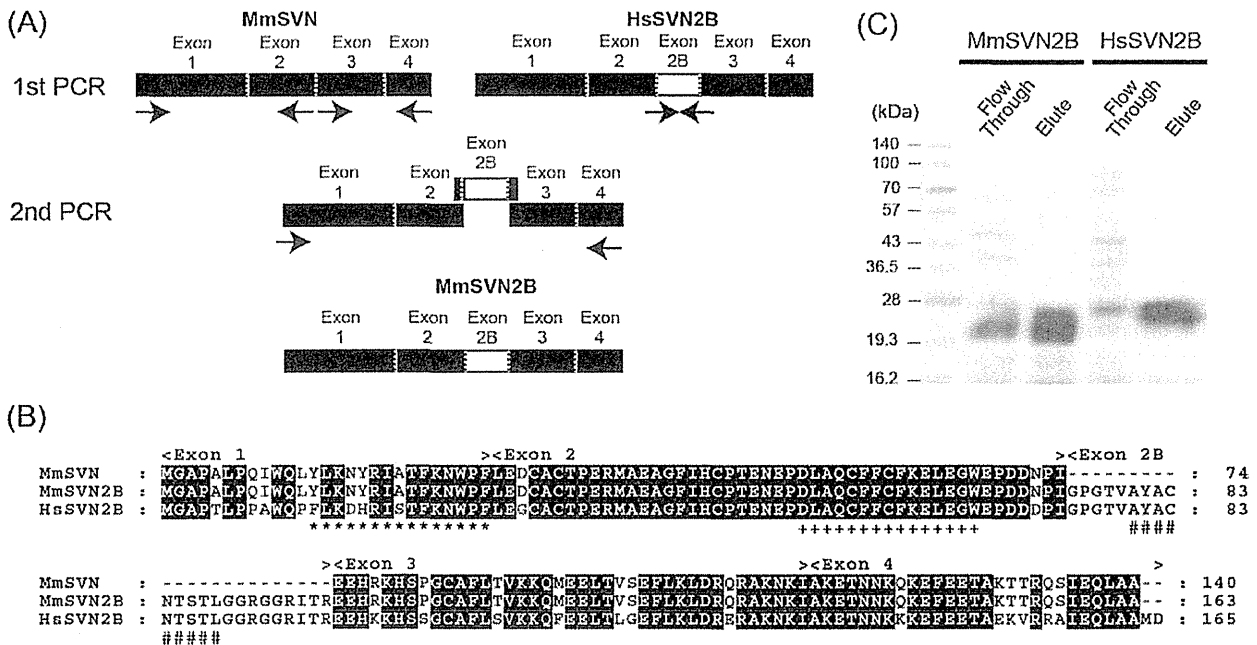 (A)
MmSVN
HsSVN2B
Exon 1 Exon 2 Exon 3 Exon 4
Exon 1 Exon 2 Exon 2B Exon 3 Exon 4
1st PCR
Exon 1 Exon 2 Exon 2B Exon 3 Exon 4
2nd PCR
MmSVN2B
Exon 1 Exon 2 Exon 2B Exon 3 Exon 4
(C)
MmSVN2B HsSVN2B
Flow Through Elute Flow Through Elute
(kDa)
140
100
70
57
43
36.5
28
19.3
16.2
(B)
<Exon 1 ><Exon 2 ><Exon 2B
MmSVN : MGAPALPQIWQLYLKNYRIATFKNWPFLEDCACTPERMAEAGFIHCPTENEPDLAQCFFCFKELEGWEPDDNPI--------- : 74
MmSVN2B : MGAPALPQIWQLYLKNYRIATFKNWPFLEDCACTPERMAEAGFIHCPTENEPDLAQCFFCFKELEGWEPDDNPIGPGTVAYAC : 83
HsSVN2B : MGAPTLPPAWQPFLKDHRISTFKNWPFLEGCACTPERMAEAGFIHCPTENEPDLAQCFFCFKELEGWEPDDDPIGPGTVAYAC : 83
*************** +++++++++++++++ ####
><Exon 3 ><Exon 4 >
MmSVN : --------------REEHRKHSPGCAFLTVKKQMEELTVSEFLKLDRQRAKNKIAKETNNKQKEFEETAKTTRQSIEQLAA-- : 140
MmSVN2B : NTSTLGGRGGRITREEHRKHSPGCAFLTVKKQMEELTVSEFLKLDRQRAKNKIAKETNNKQKEFEETAKTTRQSIEQLAA-- : 163
HsSVN2B : NTSTLGGRGGRITREEHKKHSSGCAFLSVKKQFEELTLGEFLKLDRERAKNKIAKETNNKKKEFEETAEKVRRAIEQLAAMD : 165
#####